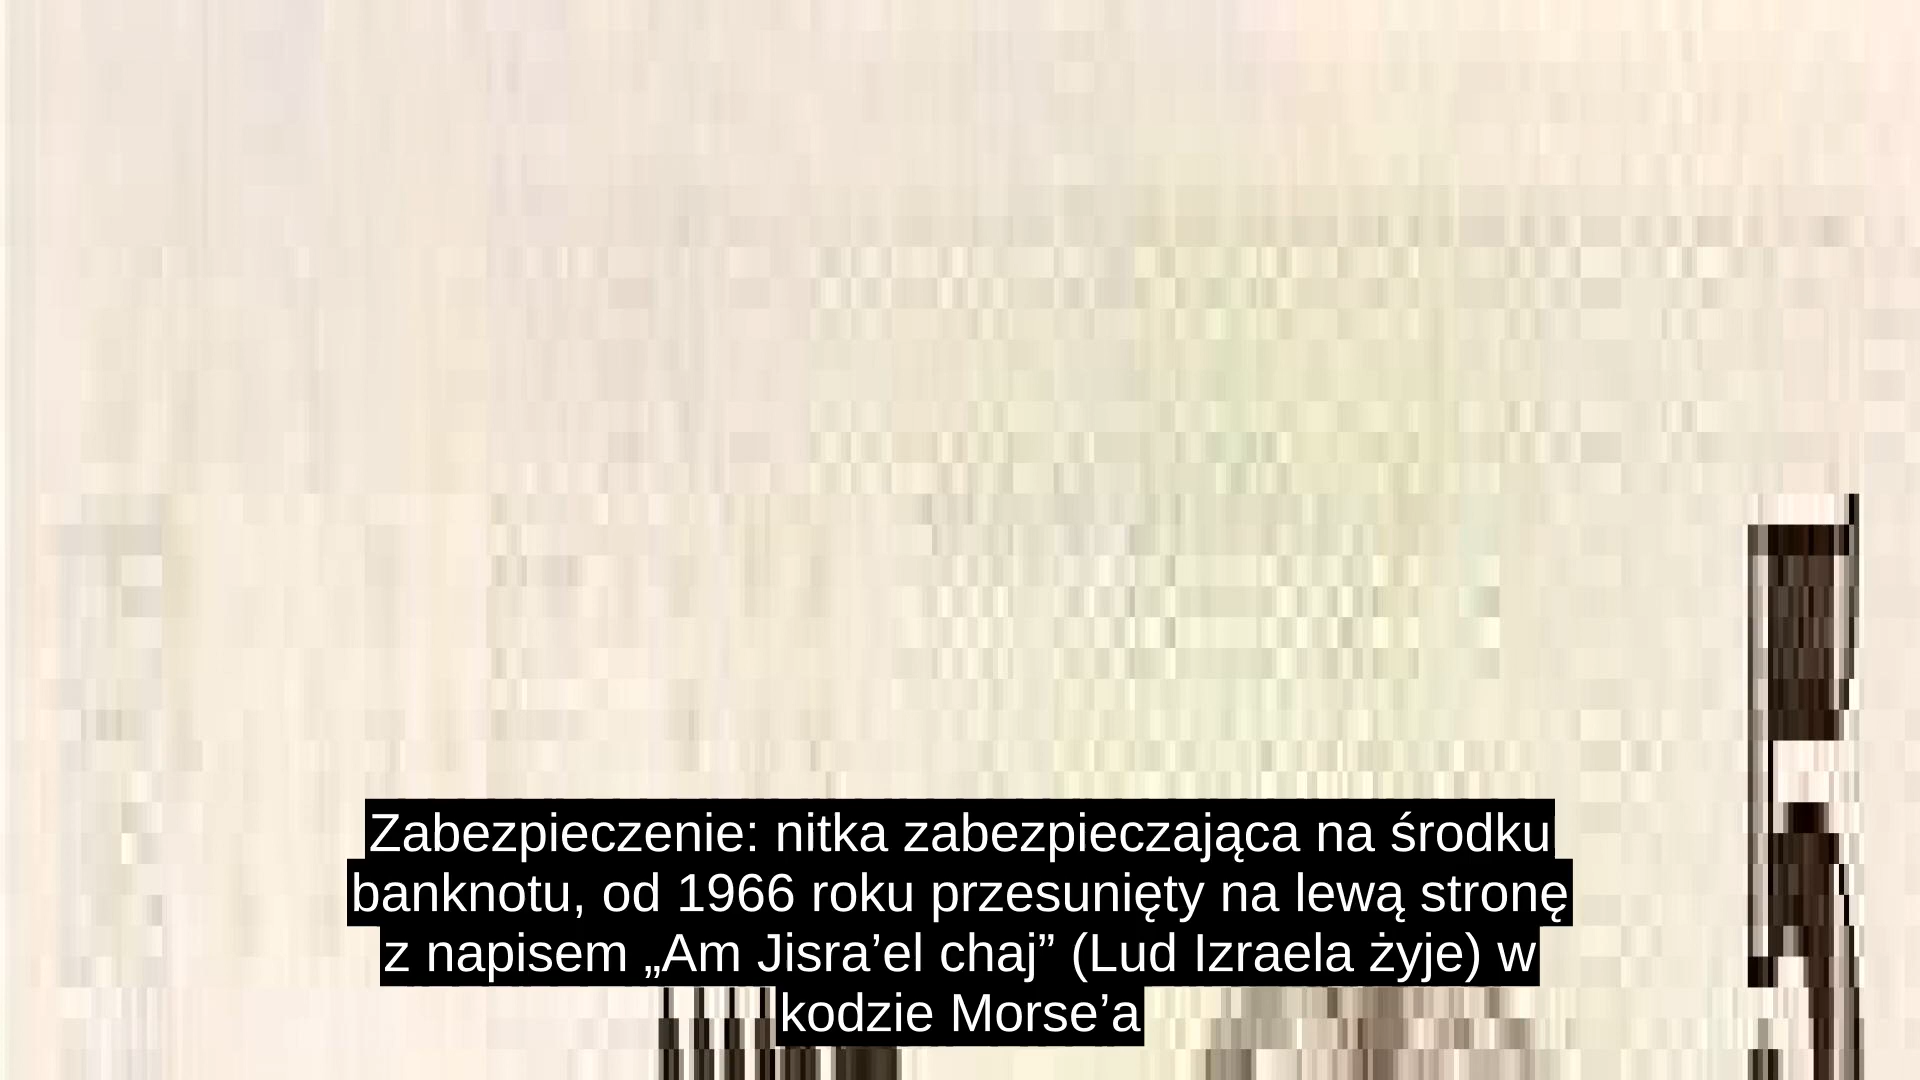 Zabezpieczenie: nitka zabezpieczająca na środku
banknotu, od 1966 roku przesunięty na lewą stronę
z napisem „Am Jisra’el chaj” (Lud Izraela żyje) w
kodzie Morse’a